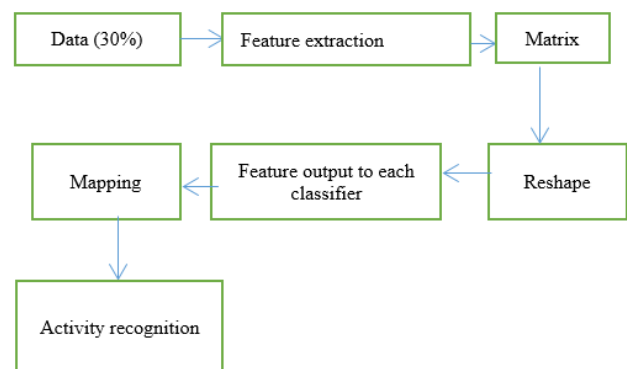 Data (30%)
Feature extraction
Matrix
Reshape
Feature output to each
classifier
Mapping
Activity recognition